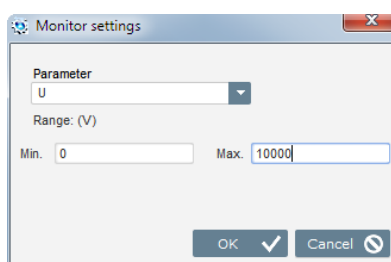 Monitor settings
Parameter
U
Range: (V)
Min. 0 Max. 10000
OK Cancel